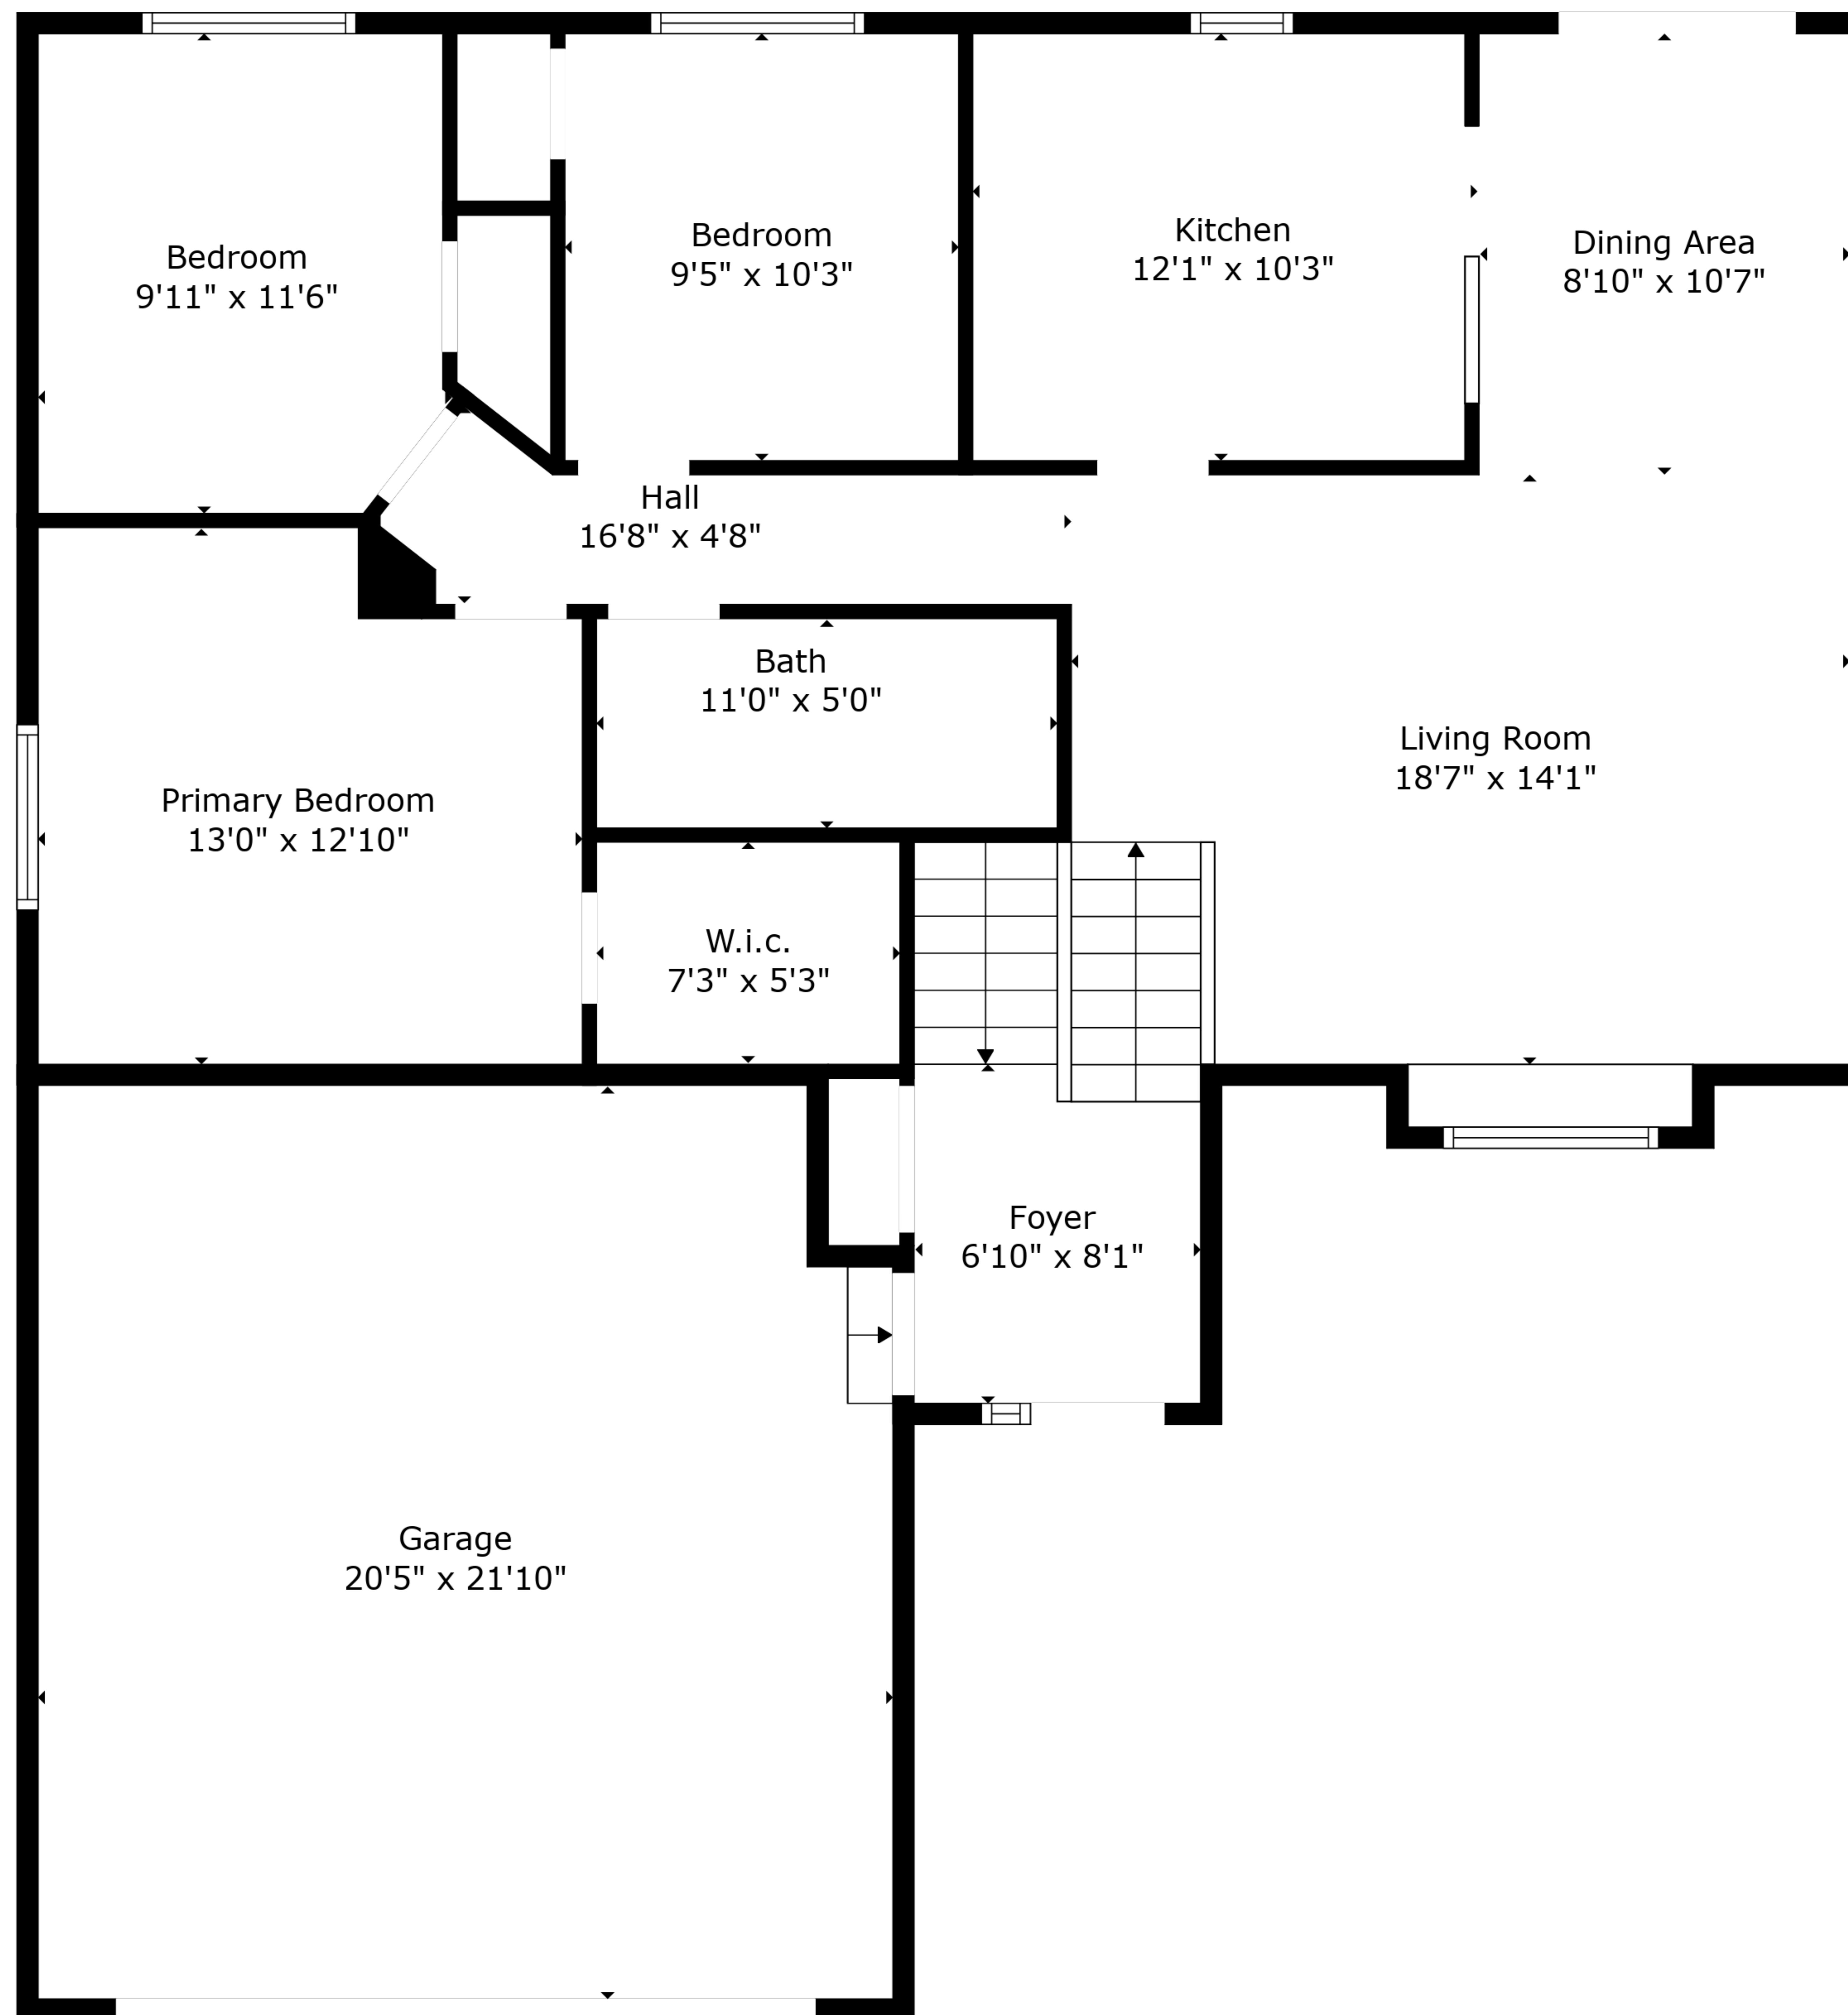 Bedroom
9'11" x 11'6"
Bedroom
9'5" x 10'3"
Kitchen
12'1" x 10'3"
Dining Area
8'10" x 10'7"
Hall
16'8" x 4'8"
Bath
11'0" x 5'0"
Living Room
18'7" x 14'1"
Primary Bedroom
13'0" x 12'10"
W.i.c.
7'3" x 5'3"
Foyer
6'10" x 8'1"
Garage
20'5" x 21'10"